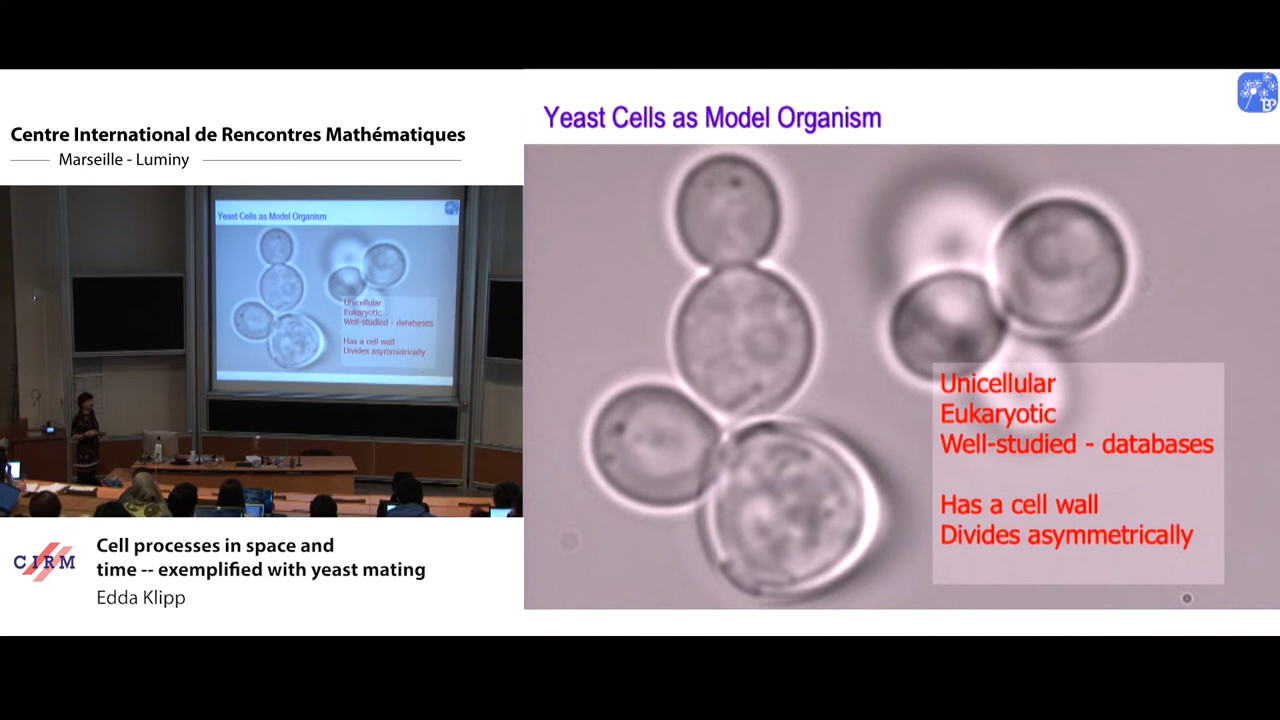 Centre International de Rencontres Mathématiques
Marseille - Luminy
Yeast Cells as Model Organism
Unicellular
Eukaryotic
Well-studied - databases
Has a cell wall
Divides asymmetrically
CIRM
Cell processes in space and
time -- exemplified with yeast mating
Edda Klipp
Yeast Cells as Model Organism
TBP
Unicellular
Eukaryotic
Well-studied - databases
Has a cell wall
Divides asymmetrically